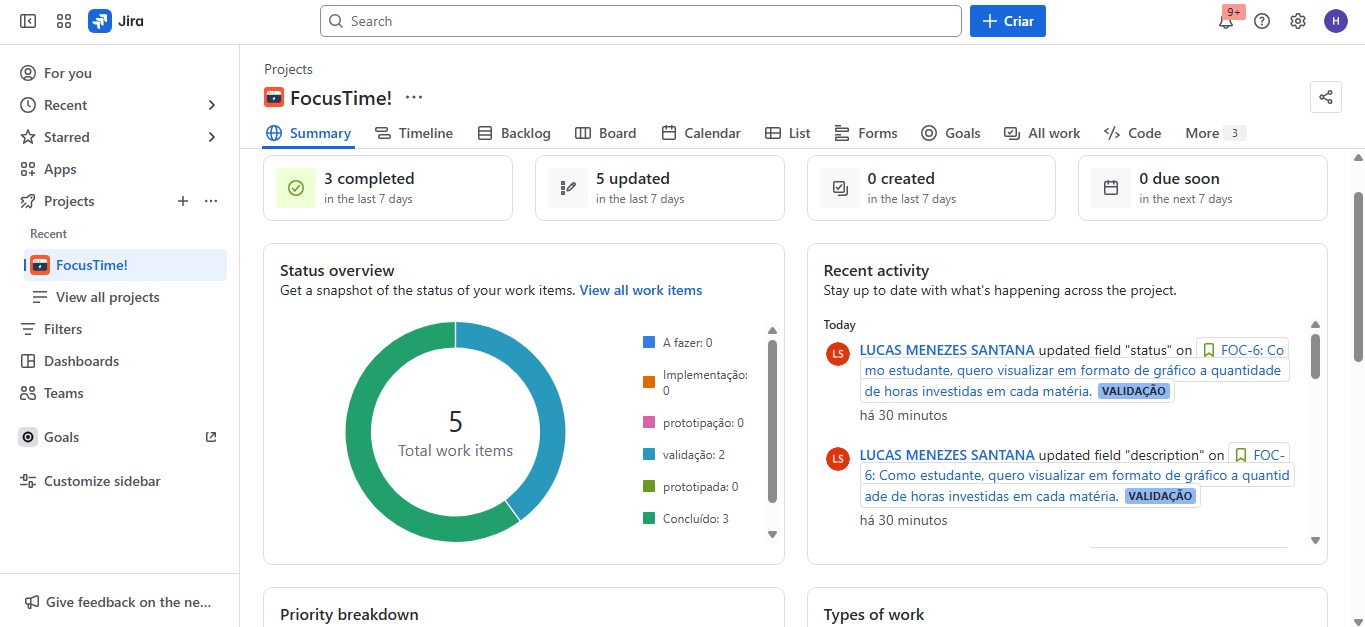 Jira
Search
Criar
9+
H
For you
Recent
Starred
Apps
Projects
Recent
FocusTime!
View all projects
Filters
Dashboards
Teams
Goals
Customize sidebar
Give feedback on the ne...
Projects
FocusTime!
Summary
Timeline
Backlog
Board
Calendar
List
Forms
Goals
All work
Code
More 3
3 completed
in the last 7 days
5 updated
in the last 7 days
0 created
in the last 7 days
0 due soon
in the next 7 days
Status overview
Get a snapshot of the status of your work items. View all work items
5
Total work items
A fazer: 0
Implementação:
0
prototipação: 0
validação: 2
prototipada: 0
Concluído: 3
Recent activity
Stay up to date with what's happening across the project.
Today
LS
LUCAS MENEZES SANTANA updated field "status" on FOC-6: Co
mo estudante, quero visualizar em formato de gráfico a quantidade
de horas investidas em cada matéria. VALIDAÇÃO
há 30 minutos
LS
LUCAS MENEZES SANTANA updated field "description" on FOC-
6: Como estudante, quero visualizar em formato de gráfico a quantid
ade de horas investidas em cada matéria. VALIDAÇÃO
há 30 minutos
Priority breakdown
Types of work